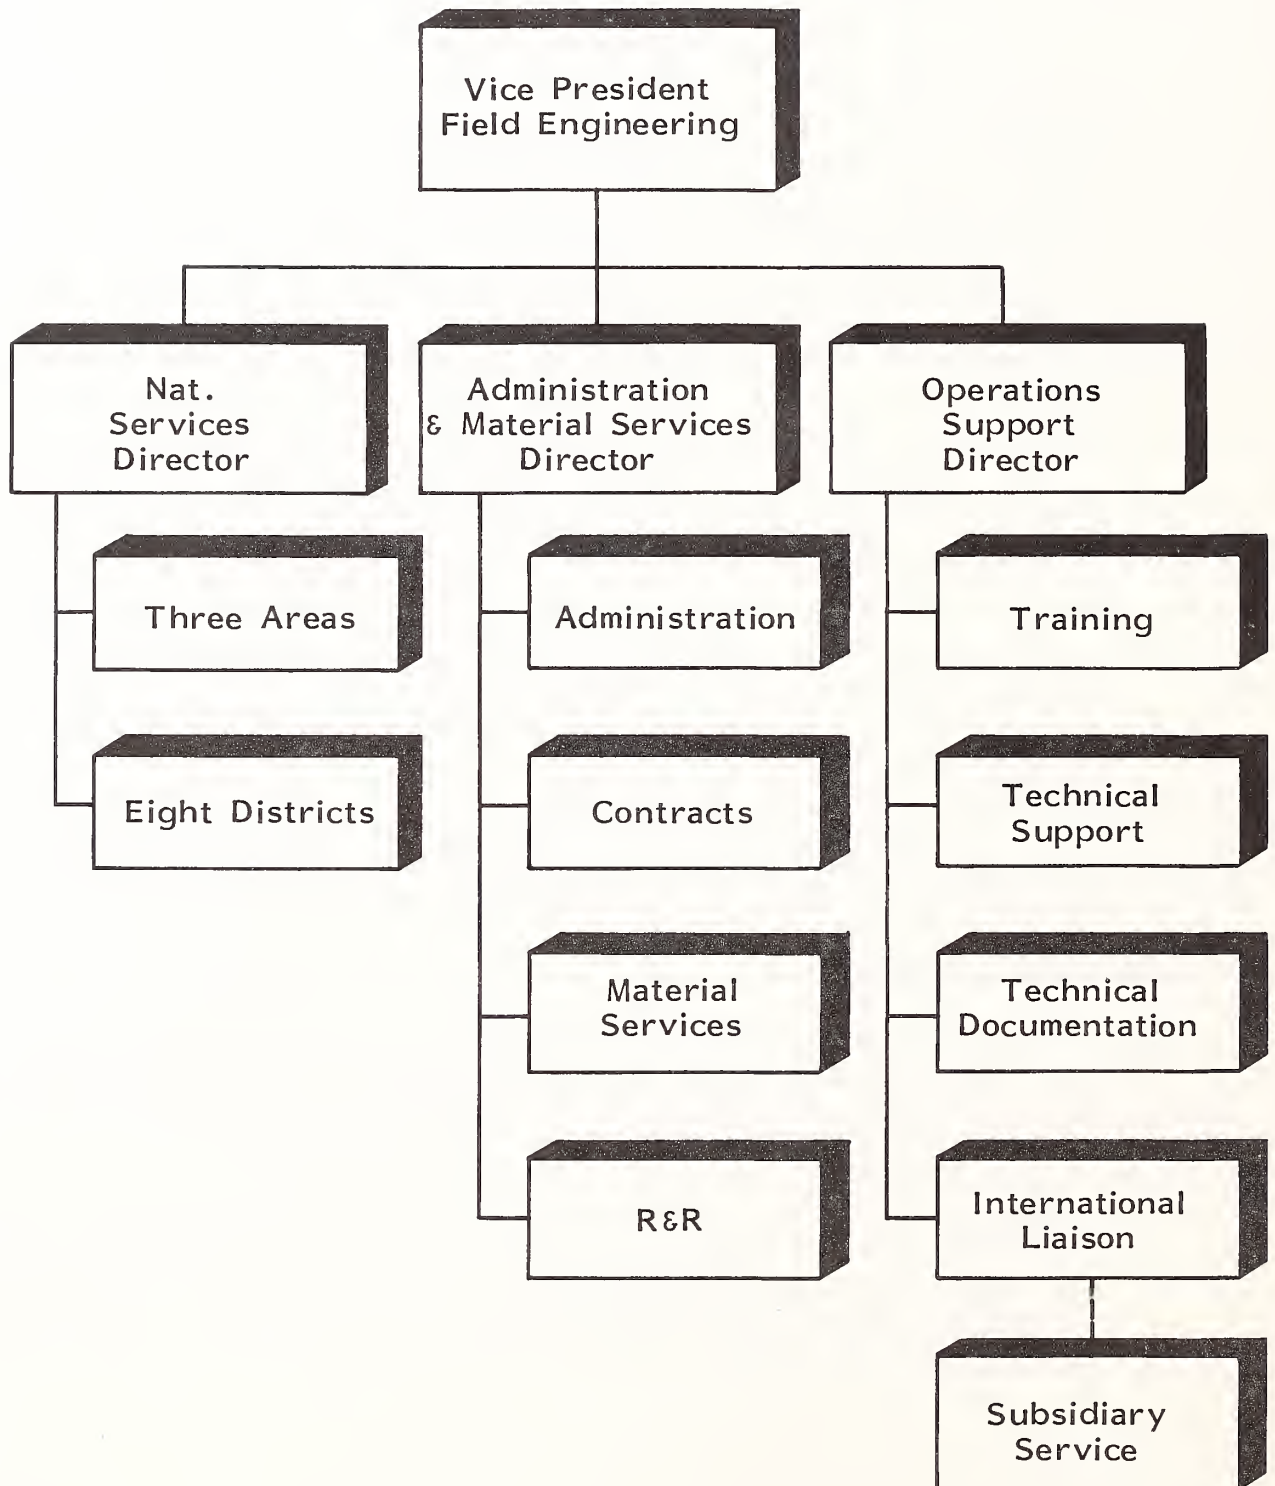 Vice President
Field Engineering
Nat.
Services
Director
Administration
& Material Services
Director
Operations
Support
Director
Three Areas
Eight Districts
Administration
Contracts
Material
Services
R&R
Training
Technical
Support
Technical
Documentation
International
Liaison
Subsidiary
Service